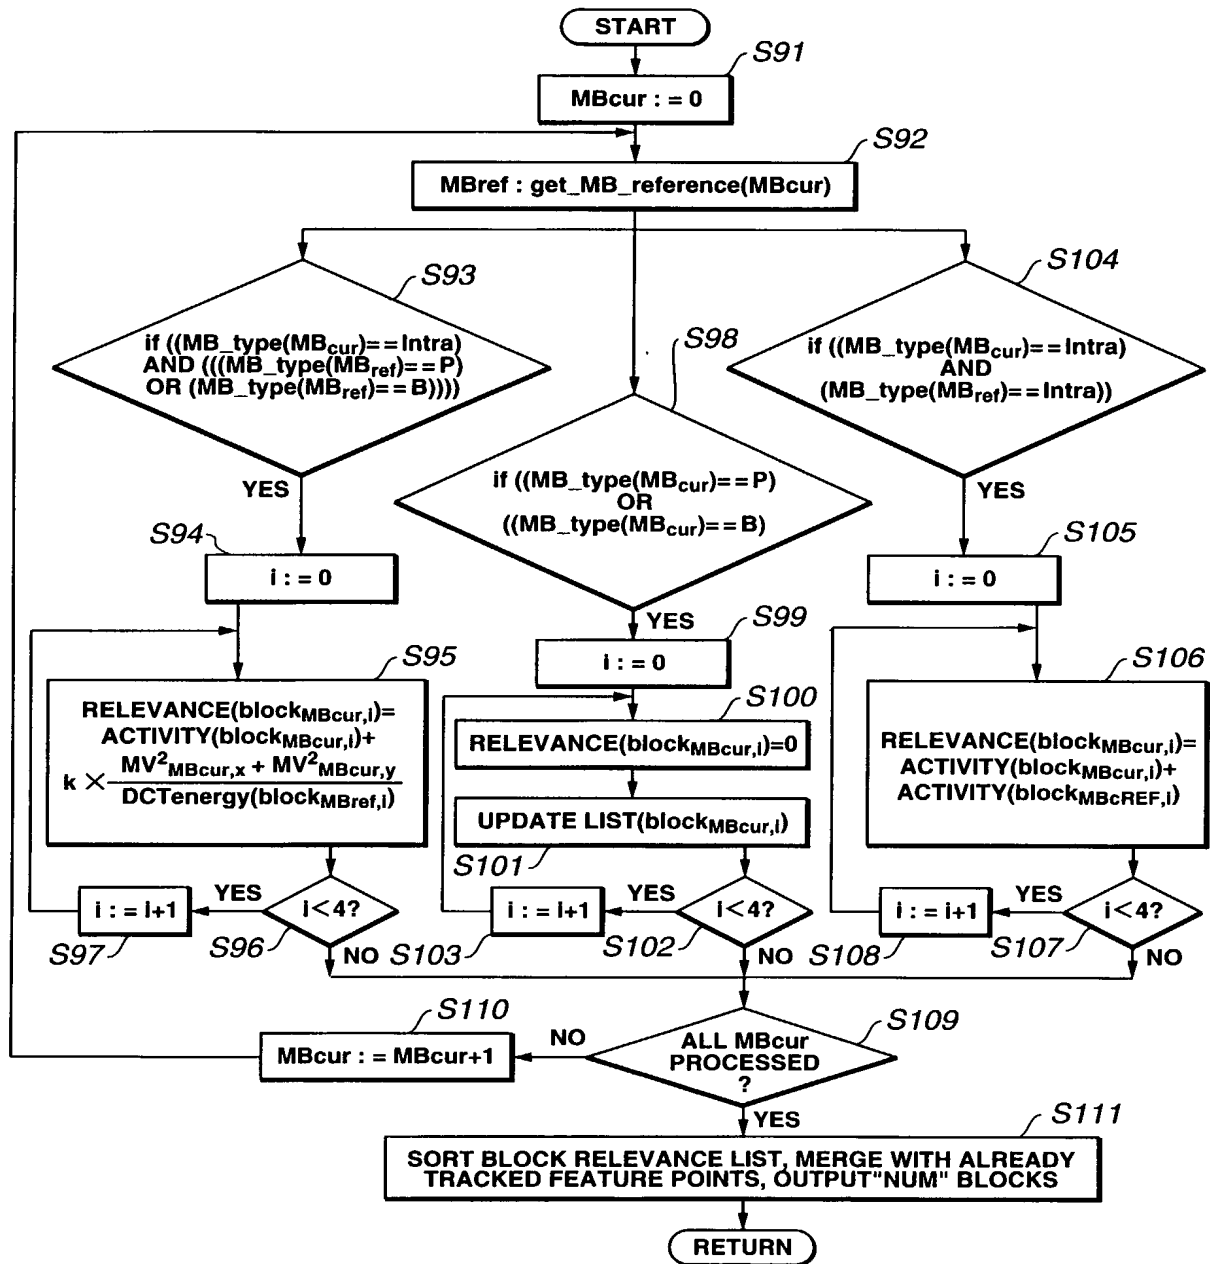 START
S91
MBcur : = 0
S92
MBref : get_MB_reference(MBcur)
S93
if ((MB_type(MBcur)==Intra)
AND (((MB_type(MBref)==P)
OR (MB_type(MBref)==B))))
YES
S98
if ((MB_type(MBcur)==P)
OR
((MB_type(MBcur)==B)
YES
S104
if ((MB_type(MBcur)==Intra)
AND
(MB_type(MBref)==Intra))
YES
S94
i : = 0
S99
i : = 0
S105
i : = 0
S95
RELEVANCE(blockMBcur,i)=
ACTIVITY(blockMBcur,i)+
k × MV²MBcur,x + MV²MBcur,y
DCTenergy(blockMBref,i)
S100
RELEVANCE(blockMBcur,i)=0
UPDATE LIST(blockMBcur,i)
S101
S106
RELEVANCE(blockMBcur,i)=
ACTIVITY(blockMBcur,i)+
ACTIVITY(blockMBcREF,i)
i : = i+1
YES
i<4?
S97
S96
NO
i : = i+1
YES
i<4?
S103
S102
NO
i : = i+1
YES
i<4?
S108
S107
NO
S110
MBcur : = MBcur+1
NO
S109
ALL MBcur
PROCESSED
?
YES
S111
SORT BLOCK RELEVANCE LIST, MERGE WITH ALREADY
TRACKED FEATURE POINTS, OUTPUT"NUM" BLOCKS
RETURN